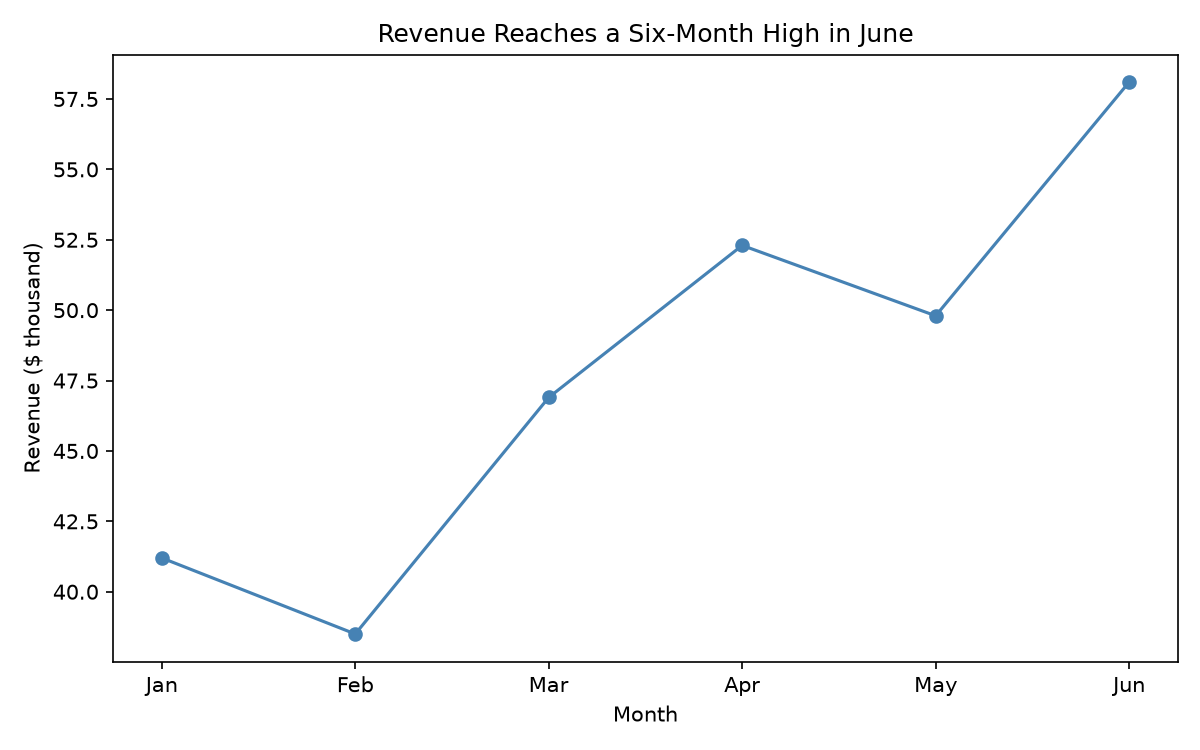 Revenue Reaches a Six-Month High in June
57.5
55.0
52.5
50.0
47.5
45.0
42.5
40.0
Revenue ($ thousand)
Jan Feb Mar Apr May Jun
Month